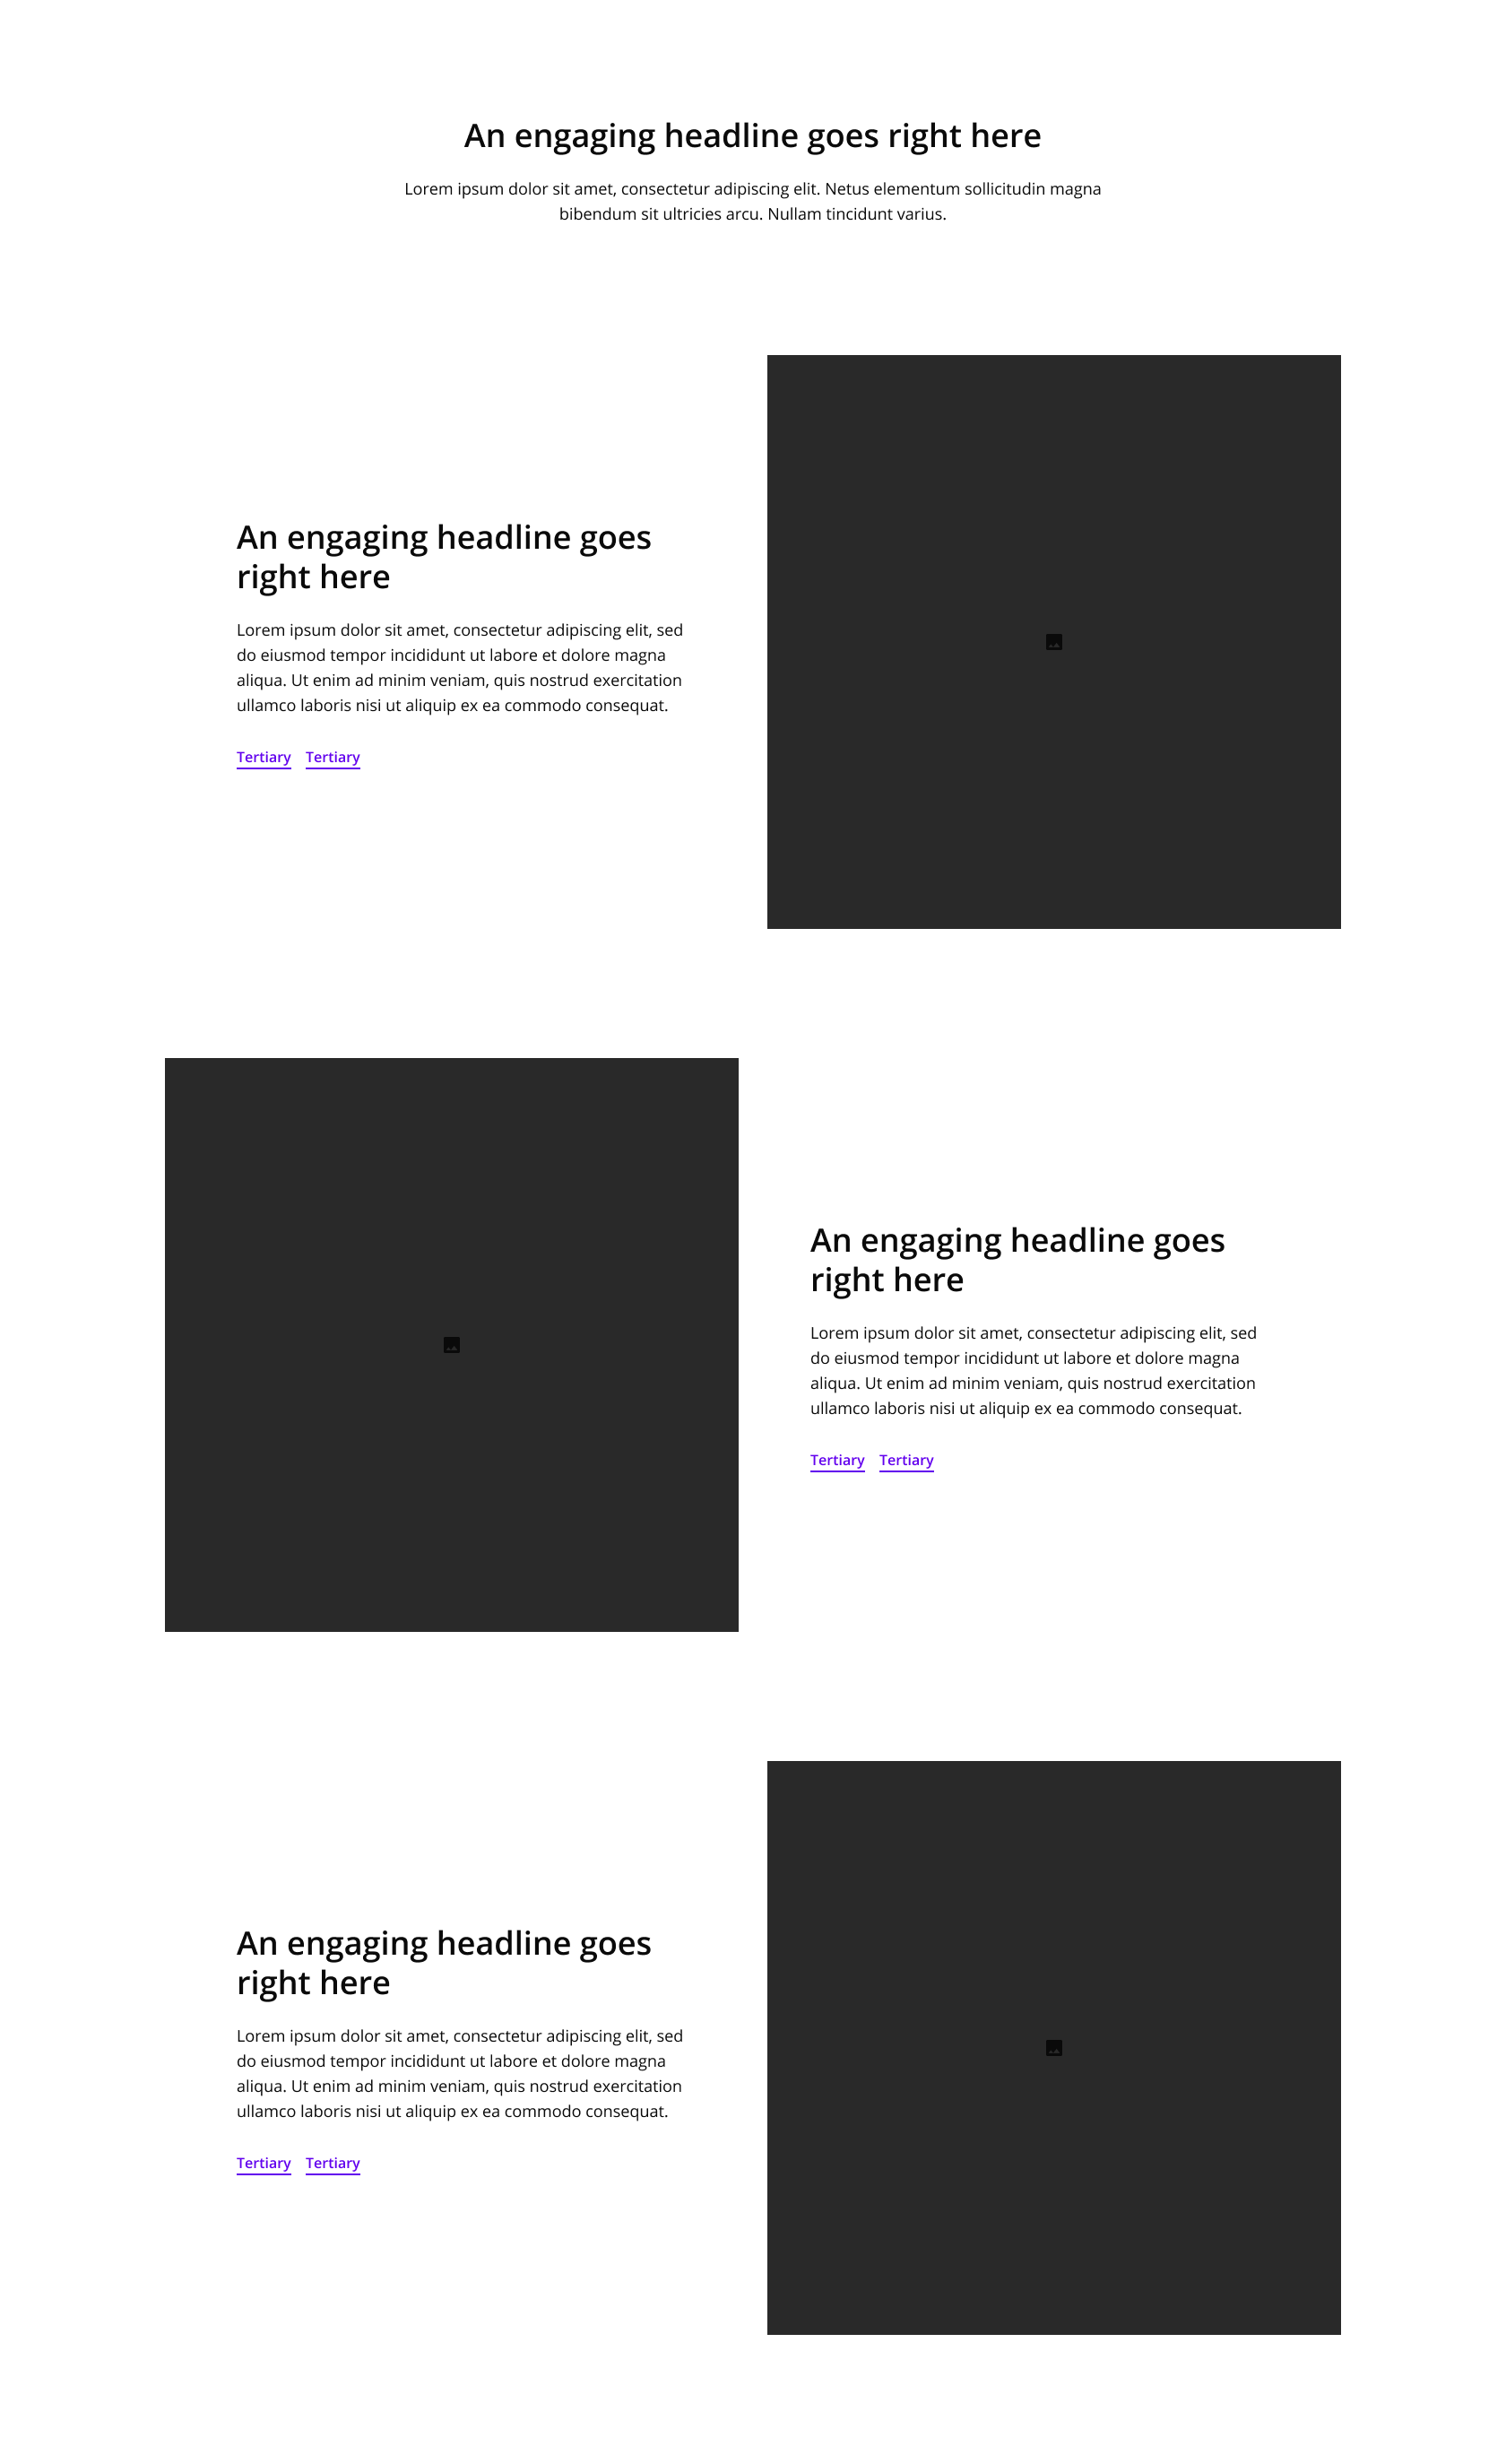 An engaging headline goes right here
Lorem ipsum dolor sit amet, consectetur adipiscing elit. Netus elementum sollicitudin magna
bibendum sit ultricies arcu. Nullam tincidunt varius.
An engaging headline goes
right here
Lorem ipsum dolor sit amet, consectetur adipiscing elit, sed
do eiusmod tempor incididunt ut labore et dolore magna
aliqua. Ut enim ad minim veniam, quis nostrud exercitation
ullamco laboris nisi ut aliquip ex ea commodo consequat.
Tertiary Tertiary
An engaging headline goes
right here
Lorem ipsum dolor sit amet, consectetur adipiscing elit, sed
do eiusmod tempor incididunt ut labore et dolore magna
aliqua. Ut enim ad minim veniam, quis nostrud exercitation
ullamco laboris nisi ut aliquip ex ea commodo consequat.
Tertiary Tertiary
An engaging headline goes
right here
Lorem ipsum dolor sit amet, consectetur adipiscing elit, sed
do eiusmod tempor incididunt ut labore et dolore magna
aliqua. Ut enim ad minim veniam, quis nostrud exercitation
ullamco laboris nisi ut aliquip ex ea commodo consequat.
Tertiary Tertiary